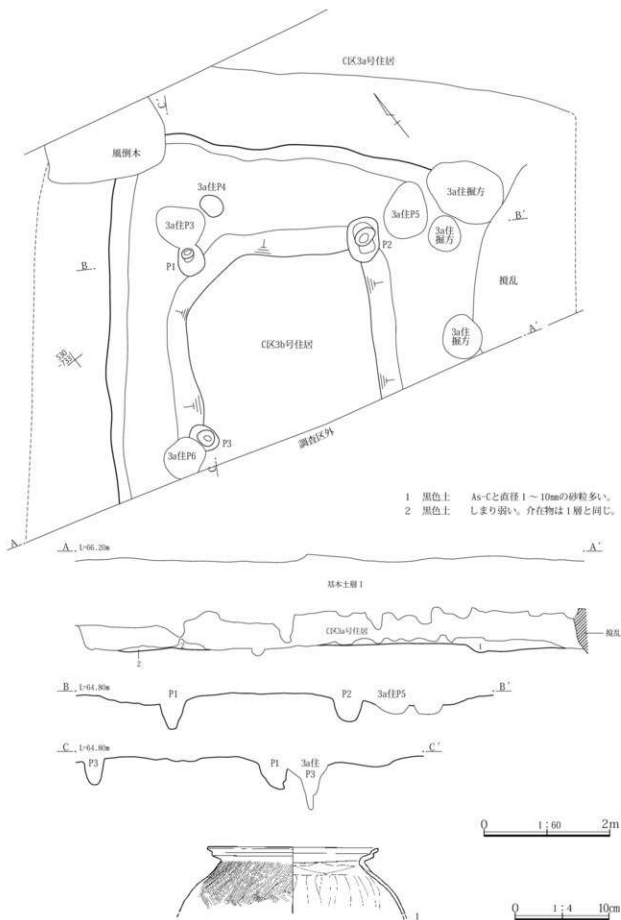 C区3a号住居
C′
風倒木
3a住P4
3a住掘方
3a住P3
3a住P5
B′
3a住
掘方
P2
B
P1
攪乱
3a住
掘方
A′
C区3b号住居
530
-733
調査区外
P3
3a住P6
C
1 黒色土 As-Cと直径1~10mmの砂粒多い。
2 黒色土 しまり弱い。介在物は1層と同じ。
A
A L=66.20m A′
基本土層I
C区3a号住居
攪乱
2
1
B L=64.80m P1 P2 3a住P5 B′
C L=64.80m C′
P3 P1 3a住
P3
0 1:60 2m
0 1:4 10cm
1